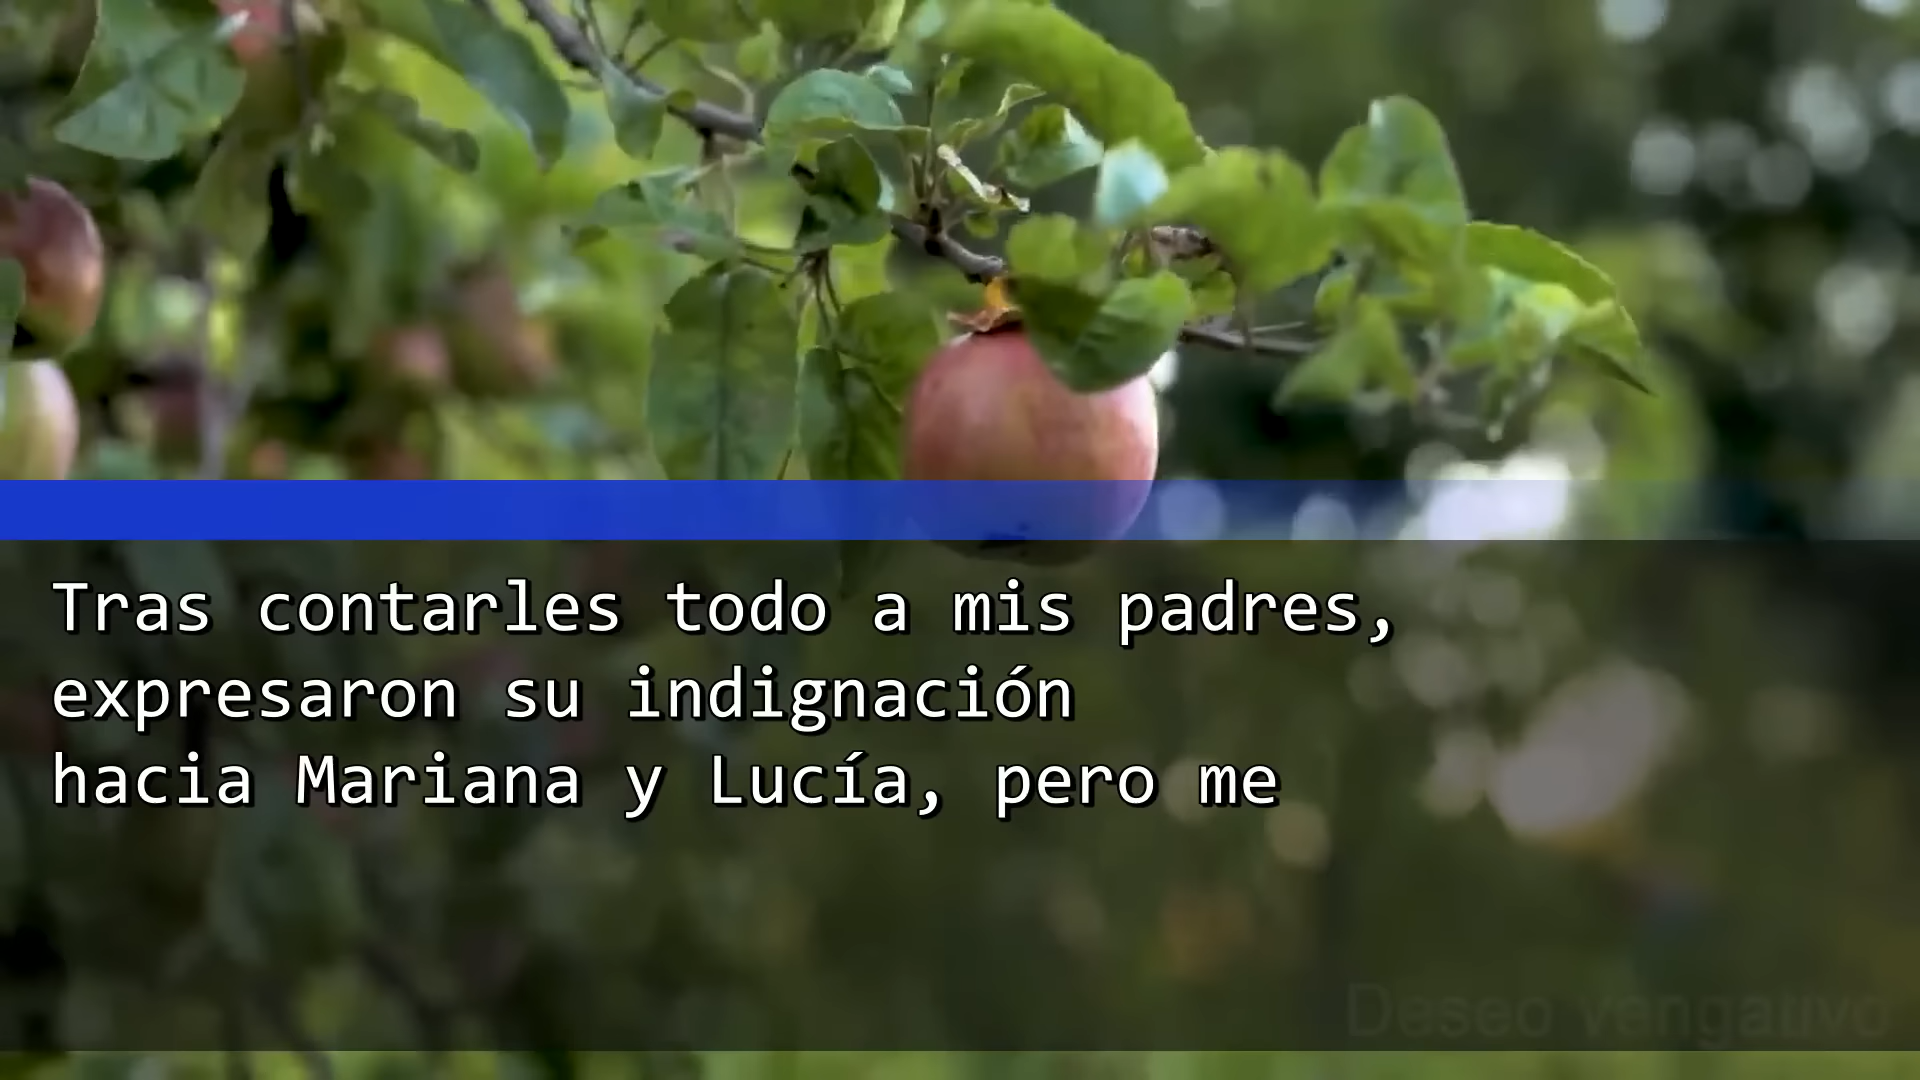 Tras contarles todo a mis padres,
expresaron su indignación
hacia Mariana y Lucía, pero me
Deseo vengativo